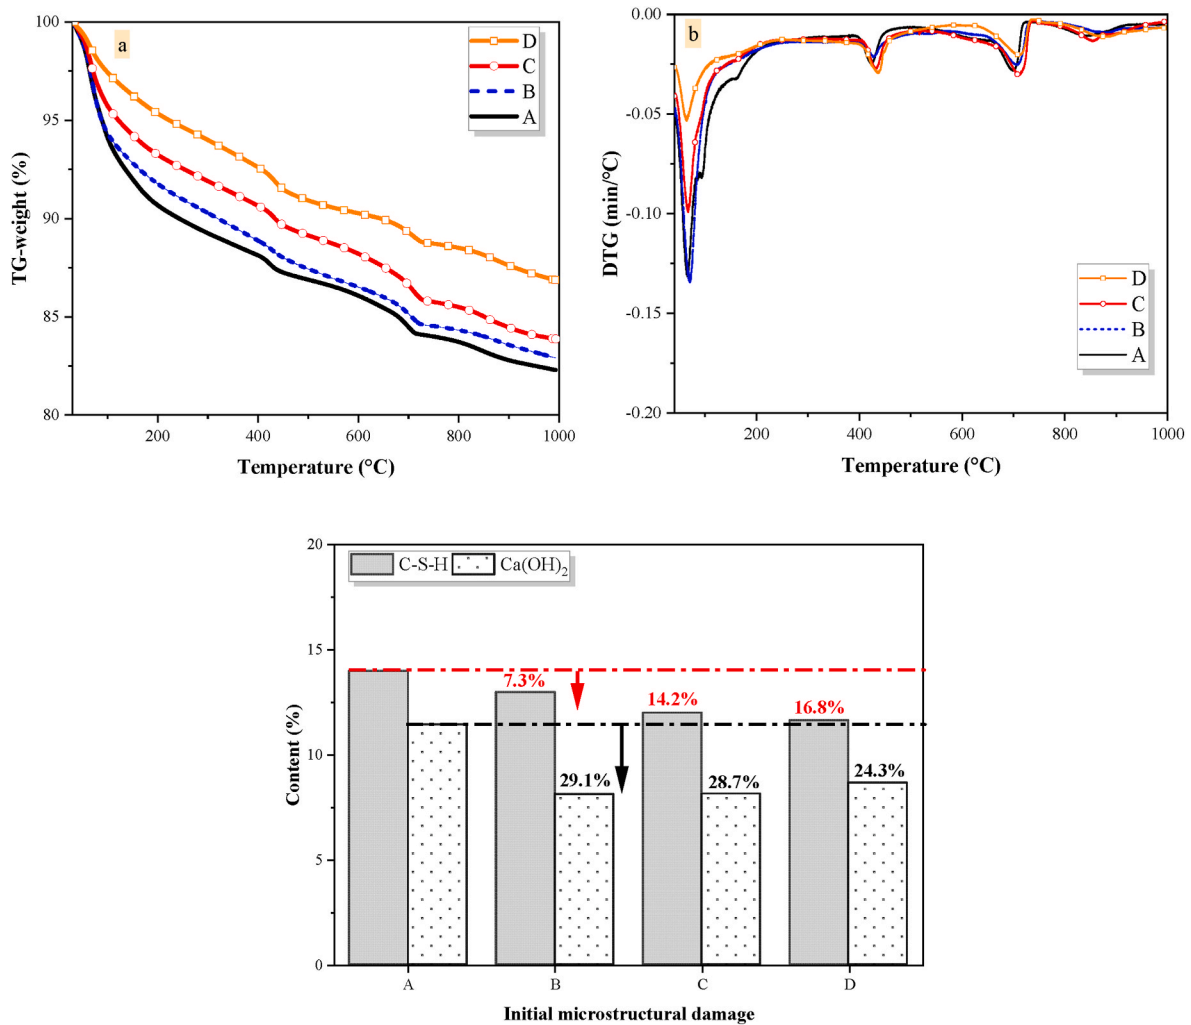 a
TG-weight (%)
100
95
90
85
80
200
400
600
800
1000
Temperature (°C)
D
C
B
A
b
DTG (min/°C)
0.00
-0.05
-0.10
-0.15
-0.20
200
400
600
800
1000
Temperature (°C)
D
C
B
A
C-S-H
Ca(OH)₂
Content (%)
20
15
10
5
0
7.3%
14.2%
16.8%
29.1%
28.7%
24.3%
A
B
C
D
Initial microstructural damage